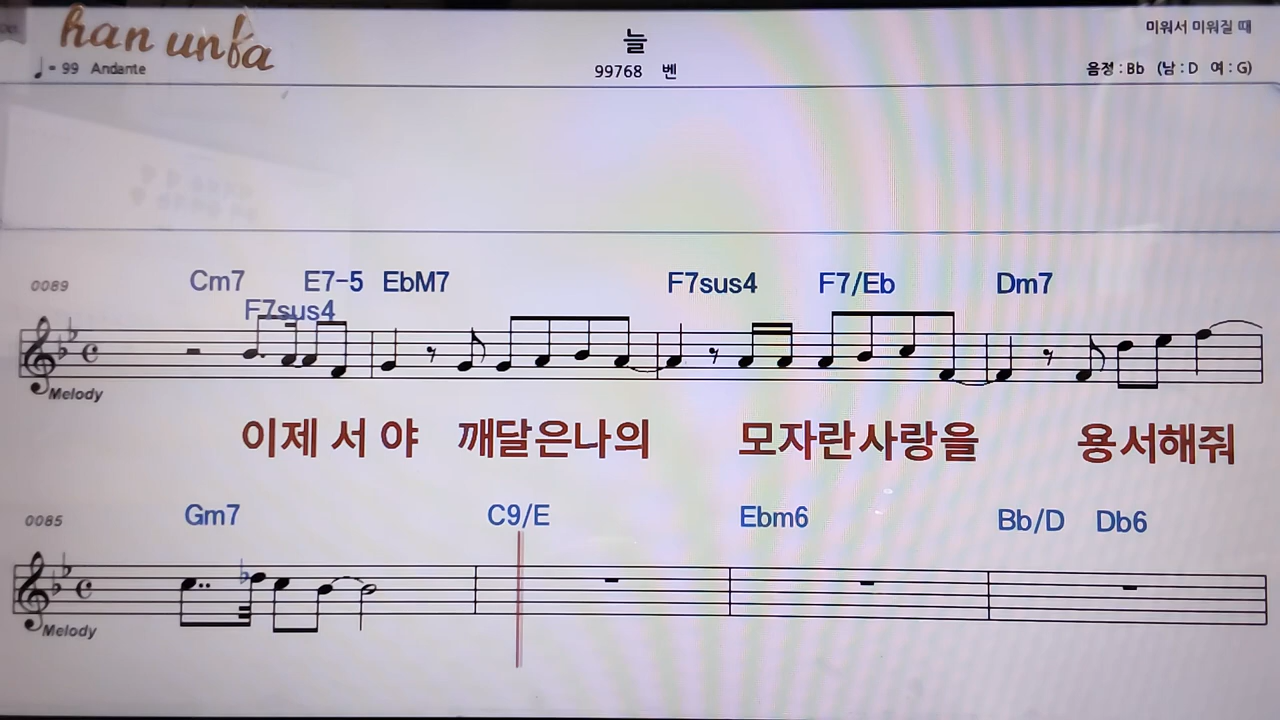 han unfa
늘
미워서 미워질 때
♩= 99 Andante
99768 벤
음정 : Bb (남 : D 여 : G)
0089
Cm7 E7-5 EbM7 F7sus4 F7/Eb Dm7
F7sus4
Melody
이제 서 야 깨달은나의 모자란사랑을 용서해줘
0085
Gm7 C9/E Ebm6 Bb/D Db6
Melody